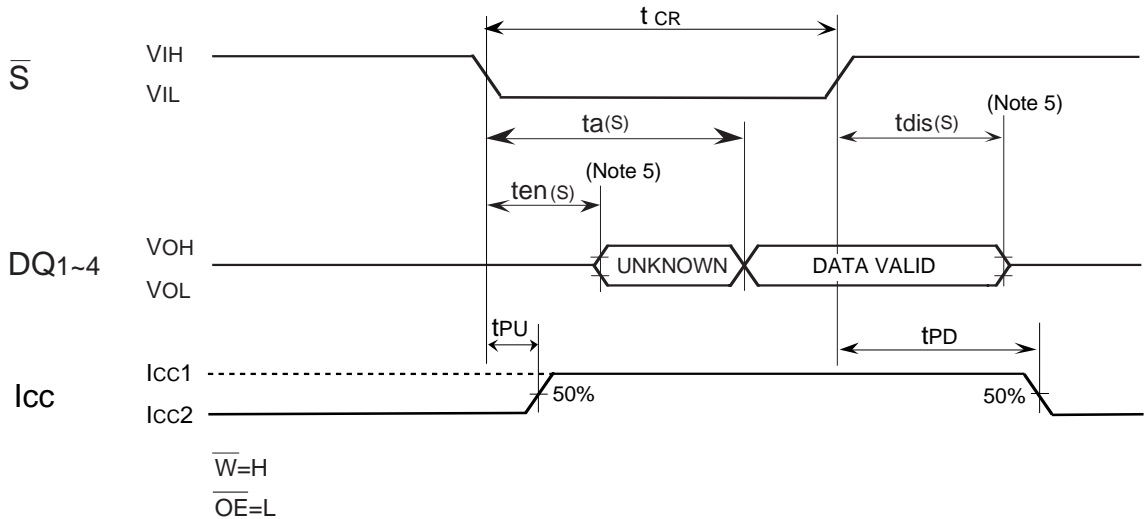 t CR
S
VIH
VIL
(Note 5)
ta(S)
tdis(S)
(Note 5)
ten(S)
DQ1~4
VOH
VOL
UNKNOWN
DATA VALID
tPU
tPD
Icc
Icc1
Icc2
50%
50%
W=H
OE=L